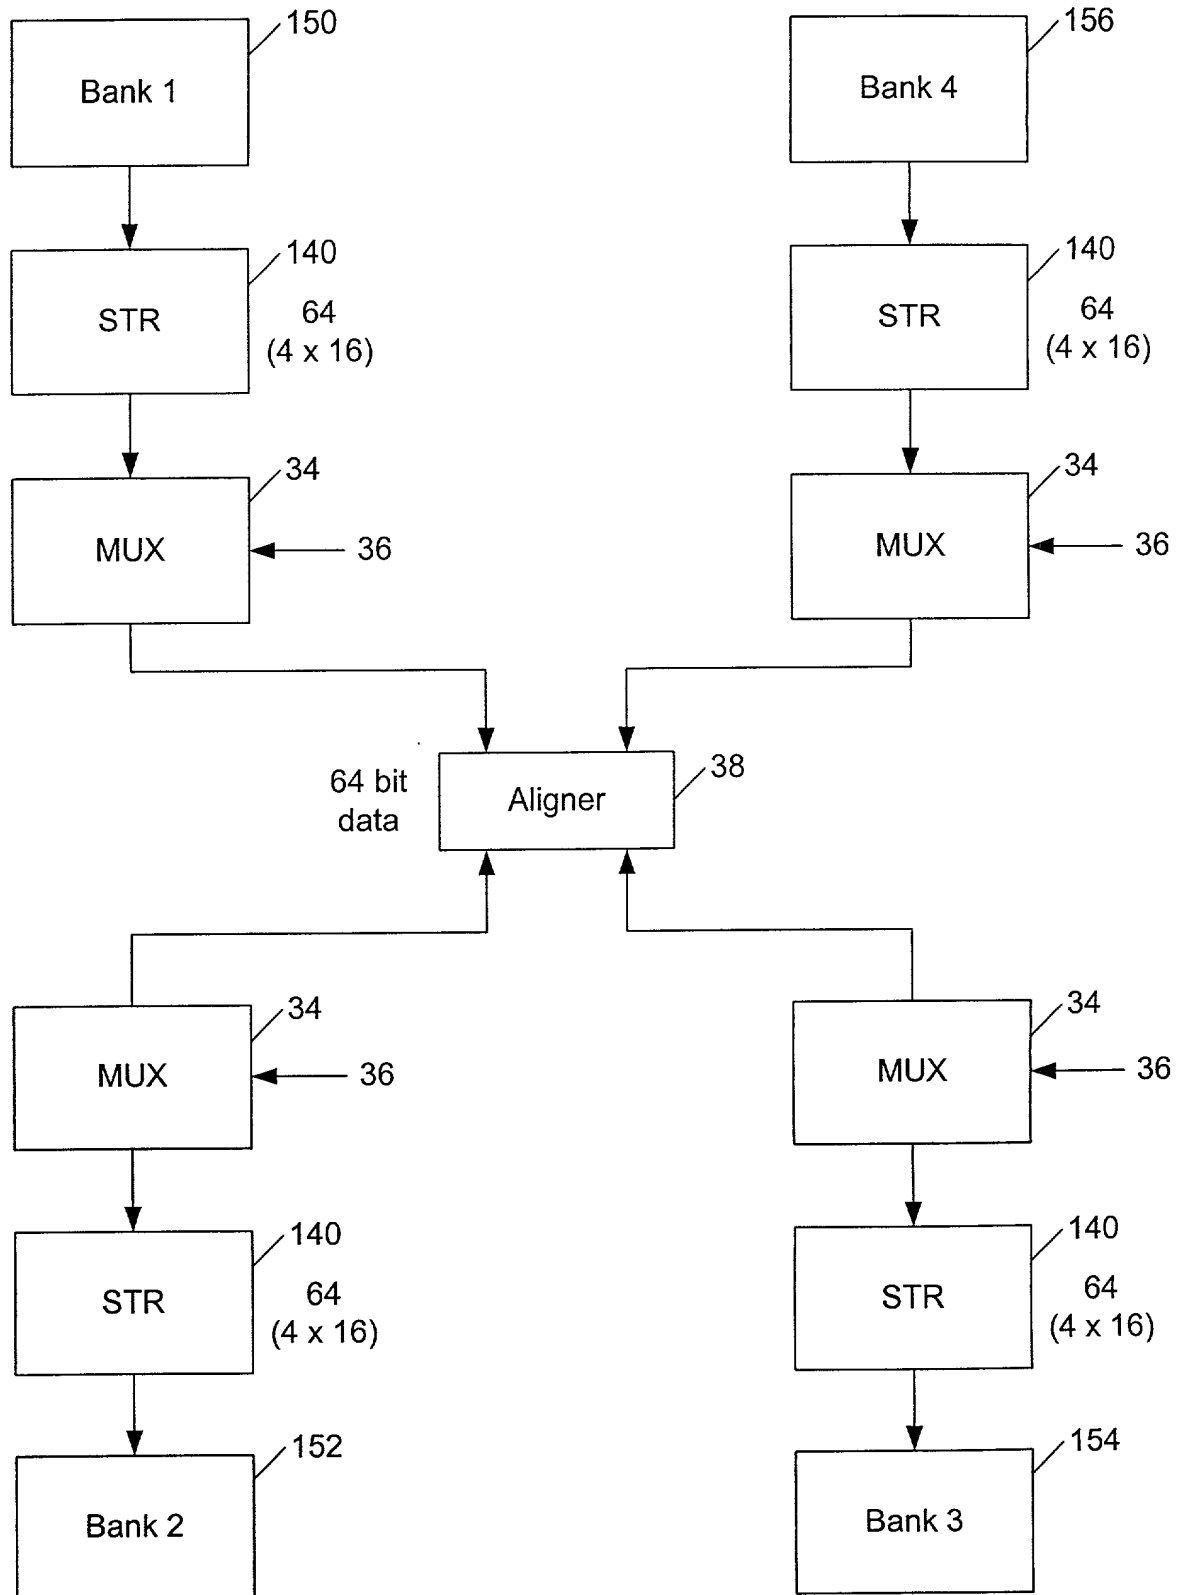 150
156
Bank 1
Bank 4
140
140
STR
64
(4 x 16)
STR
64
(4 x 16)
34
34
MUX
36
MUX
36
38
64 bit
data
Aligner
34
34
MUX
36
MUX
36
140
140
STR
64
(4 x 16)
STR
64
(4 x 16)
152
154
Bank 2
Bank 3